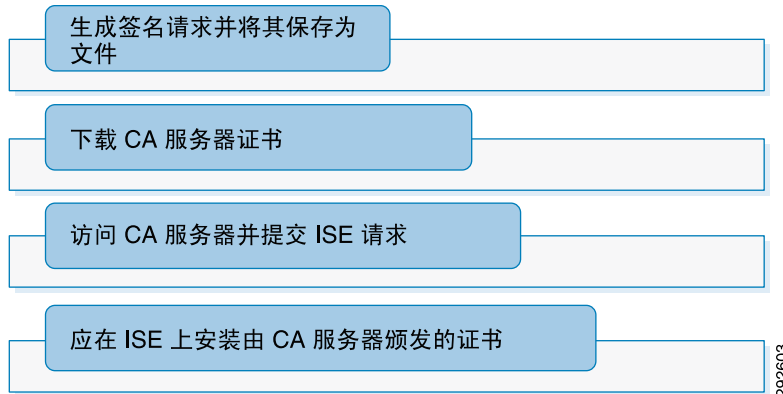 生成签名请求并将其保存为
文件
下载 CA 服务器证书
访问 CA 服务器并提交 ISE 请求
应在 ISE 上安装由 CA 服务器颁发的证书
292603